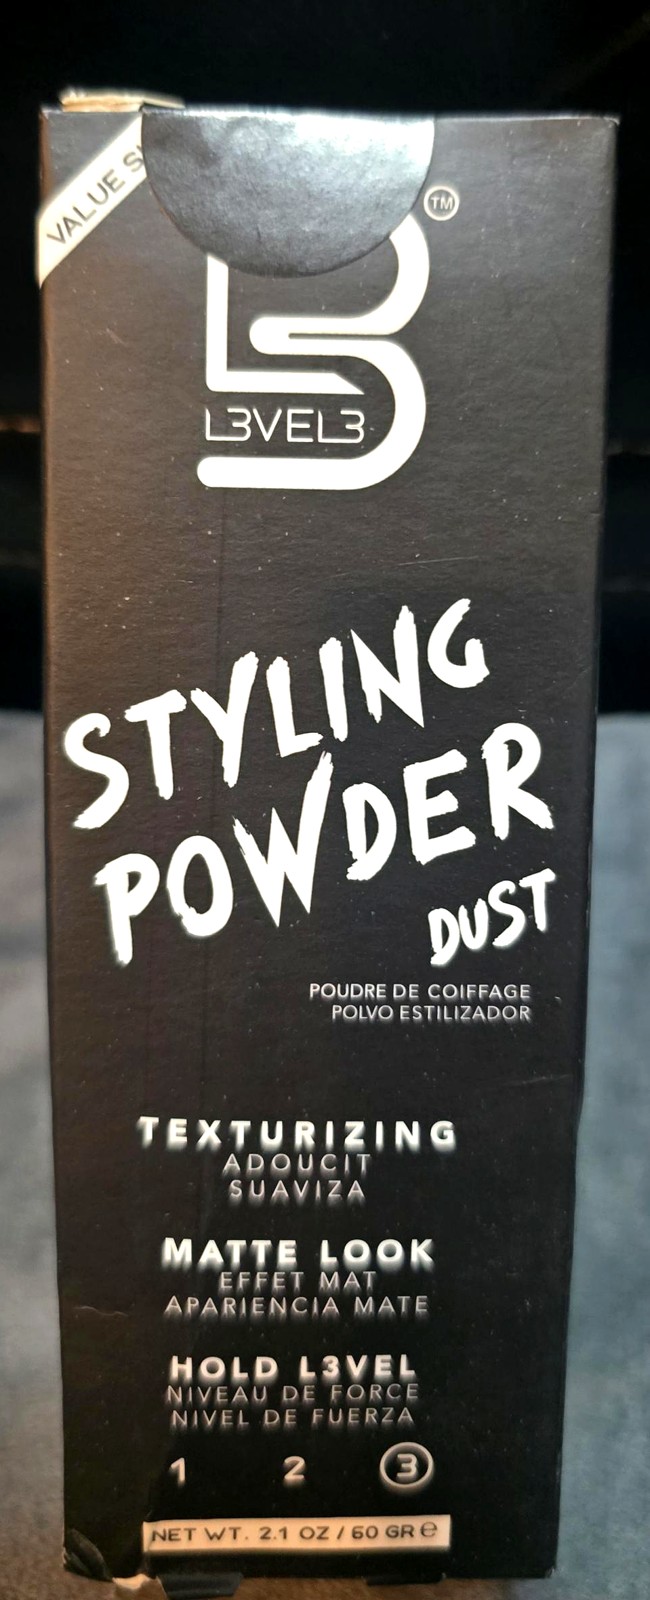 VALUE
TM
L3VEL3
STYLING
POWDER
DUST
POUDRE DE COIFFAGE
POLVO ESTILIZADOR
TEXTURIZING
ADOUCIT
SUAVIZA
MATTE LOOK
EFFET MAT
APARIENCIA MATE
HOLD L3VEL
NIVEAU DE FORCE
NIVEL DE FUERZA
1 2 3
NET WT. 2.1 OZ / 60 GR e